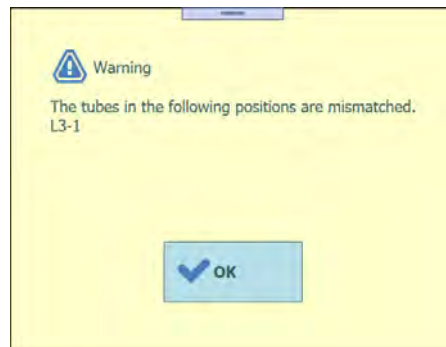 Warning
The tubes in the following positions are mismatched.
L3-1
OK